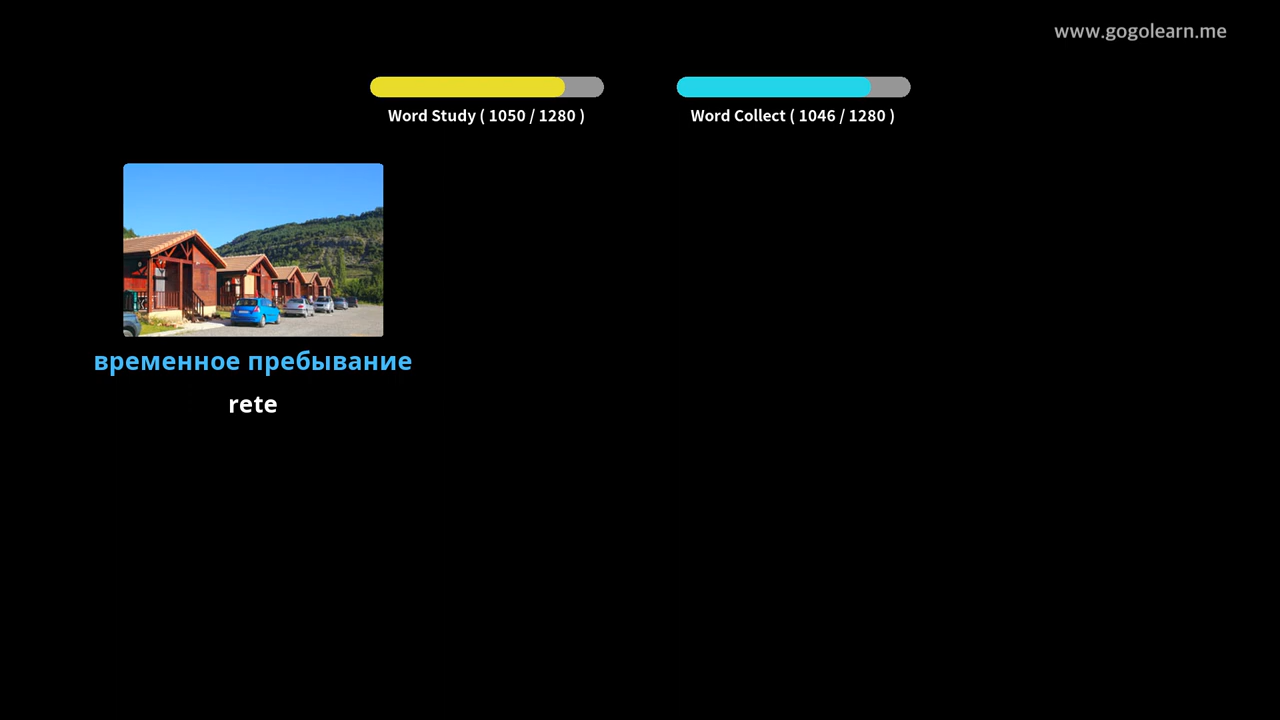 www.gogolearn.me
Word Study ( 1050 / 1280 )
Word Collect ( 1046 / 1280 )
временное пребывание
rete